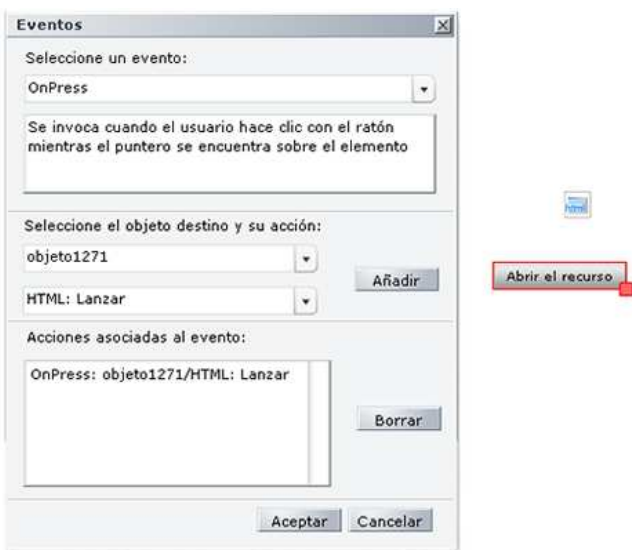 Eventos
Seleccione un evento:
OnPress
Se invoca cuando el usuario hace clic con el ratón
mientras el puntero se encuentra sobre el elemento
html
Seleccione el objeto destino y su acción:
objeto1271
Añadir
Abrir el recurso
HTML: Lanzar
Acciones asociadas al evento:
OnPress: objeto1271/HTML: Lanzar
Borrar
Aceptar
Cancelar